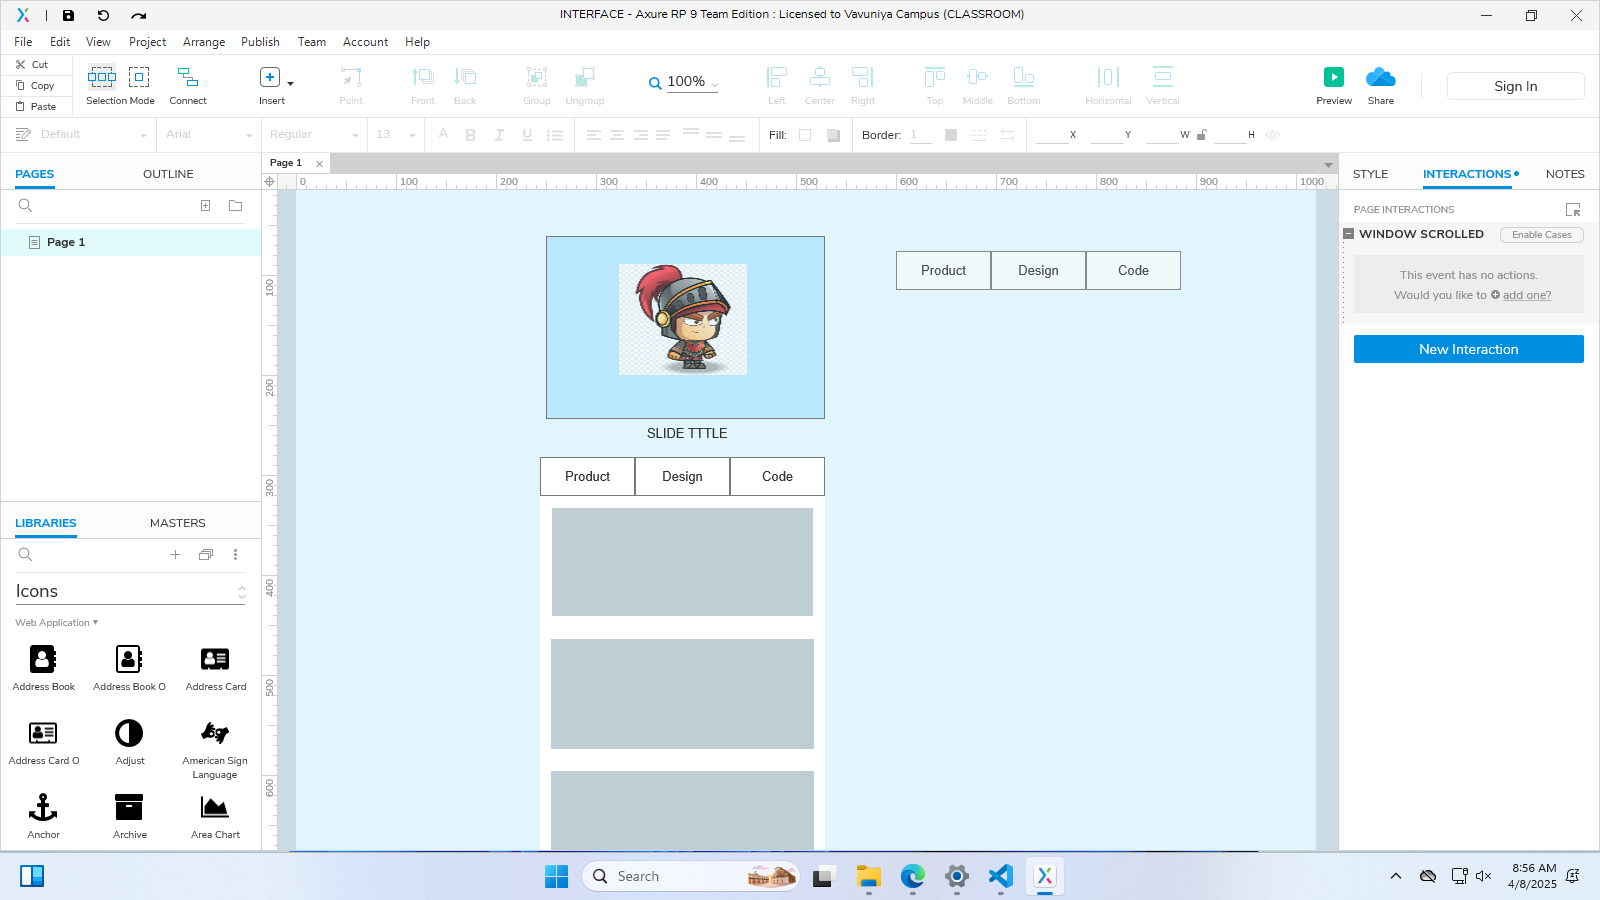 INTERFACE - Axure RP 9 Team Edition : Licensed to Vavuniya Campus (CLASSROOM)
File Edit View Project Arrange Publish Team Account Help
Cut
Copy
Paste
Selection Mode Connect Insert Point Front Back Group Ungroup 100% Left Center Right Top Middle Bottom Horizontal Vertical Preview Share Sign In
Default Arial Regular 13 Fill: Border: 1 X Y W H
PAGES OUTLINE
Page 1
Page 1
0 100 200 300 400 500 600 700 800 900 1000
100
200
300
400
500
600
SLIDE TTTLE
Product Design Code
Product Design Code
STYLE INTERACTIONS NOTES
PAGE INTERACTIONS
WINDOW SCROLLED Enable Cases
This event has no actions.
Would you like to add one?
New Interaction
LIBRARIES MASTERS
Icons
Web Application
Address Book Address Book O Address Card
Address Card O Adjust American Sign Language
Anchor Archive Area Chart
Search
8:56 AM
4/8/2025